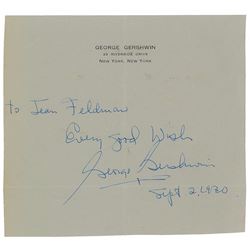 GEORGE GERSHWIN
33 RIVERSIDE DRIVE
NEW YORK, NEW YORK
to Jean Feldman
Every good Wish
George Gershwin
Sept 2, 1930